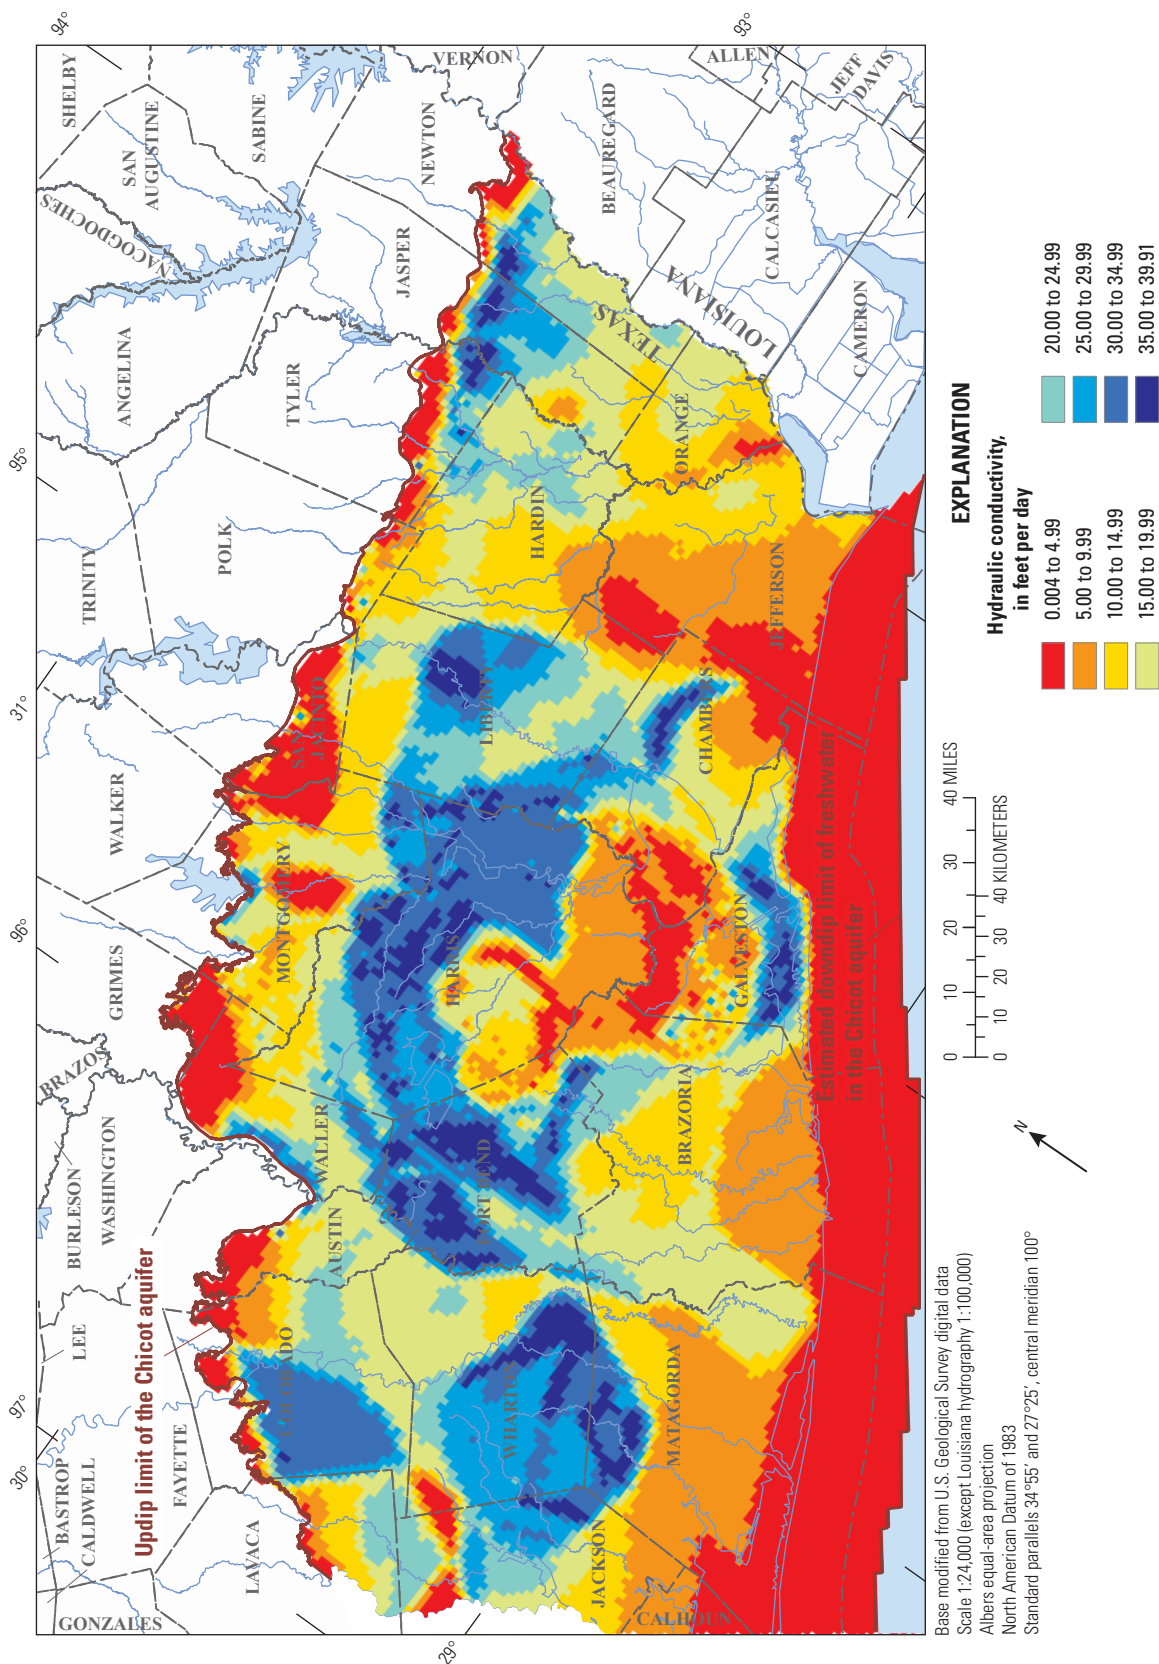 94°
93°
95°
31°
96°
97°
30°
29°
SHELBY
SAN
AUGUSTINE
SABINE
NACOGDOCHES
VERNON
ALLEN
JEFF
DAVIS
NEWTON
BEAUREGARD
CALCASIEU
CAMERON
JASPER
ANGELINA
TYLER
TEXAS
LOUISIANA
ORANGE
HARDIN
TRINITY
POLK
JEFFERSON
LIBERTY
CHAMBERS
SAN
JACINTO
WALKER
MONTGOMERY
GRIMES
HARRIS
GALVESTON
BRAZOS
WALLER
FORT BEND
BRAZORIA
BURLESON
WASHINGTON
AUSTIN
LEE
COLORADO
WHARTON
MATAGORDA
BASTROP
CALDWELL
FAYETTE
LAVACA
JACKSON
GONZALES
CALHOUN
Updip limit of the Chicot aquifer
Estimated downdip limit of freshwater
in the Chicot aquifer
Base modified from U.S. Geological Survey digital data
Scale 1:24,000 (except Louisiana hydrography 1:100,000)
Albers equal-area projection
North American Datum of 1983
Standard parallels 34°55' and 27°25', central meridian 100°
N
0 10 20 30 40 MILES
0 10 20 30 40 KILOMETERS
EXPLANATION
Hydraulic conductivity,
in feet per day
0.004 to 4.99
5.00 to 9.99
10.00 to 14.99
15.00 to 19.99
20.00 to 24.99
25.00 to 29.99
30.00 to 34.99
35.00 to 39.91